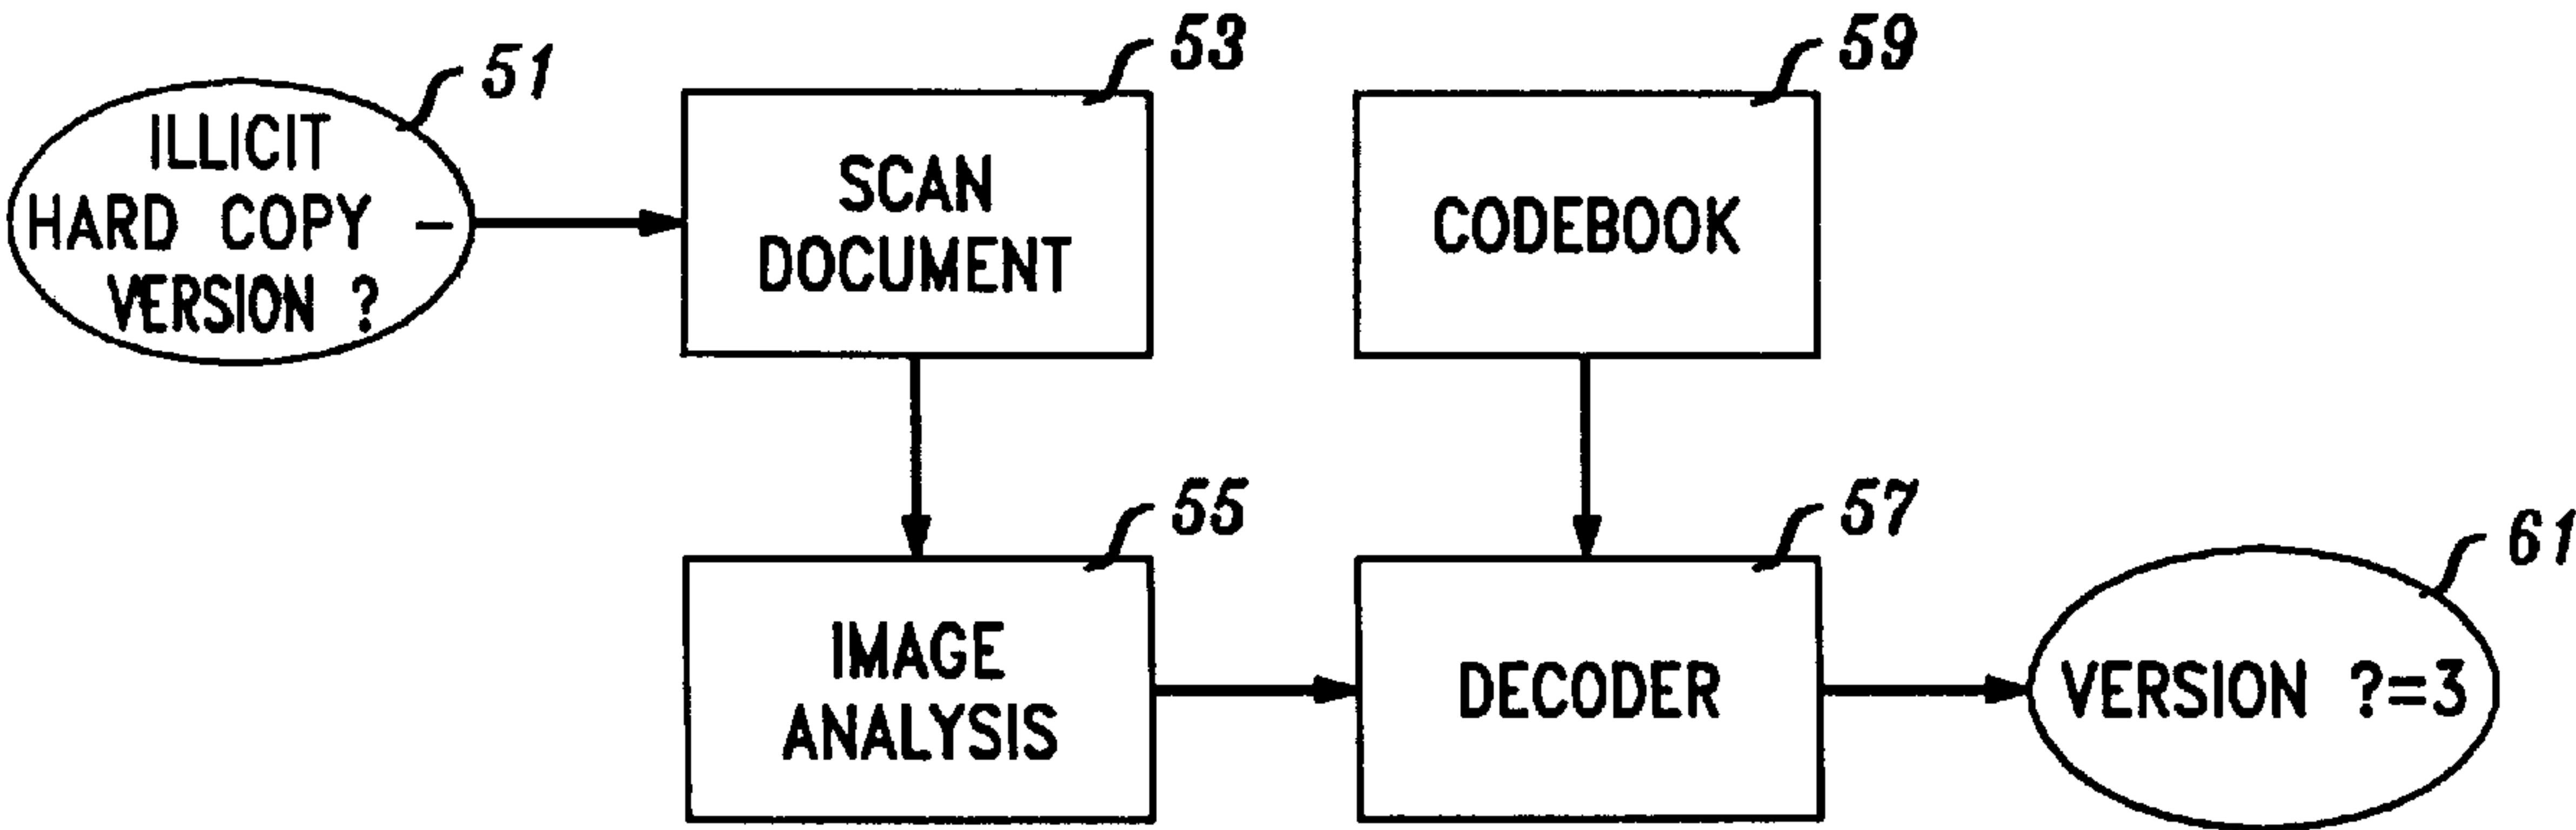 51
ILLICIT
HARD COPY -
VERSION ?
53
SCAN
DOCUMENT
59
CODEBOOK
55
IMAGE
ANALYSIS
57
DECODER
61
VERSION ?=3